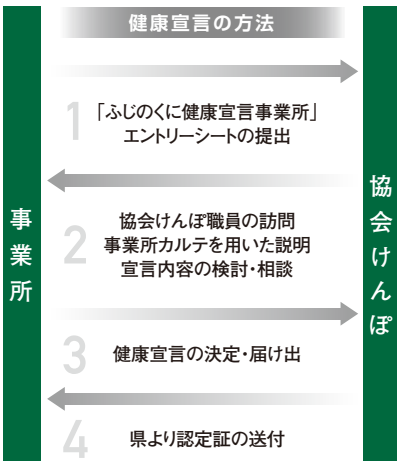 健康宣言の方法
事業所
協会けんぽ
1
「ふじのくに健康宣言事業所」
エントリーシートの提出
2
協会けんぽ職員の訪問
事業所カルテを用いた説明
宣言内容の検討・相談
3
健康宣言の決定・届け出
4
県より認定証の送付